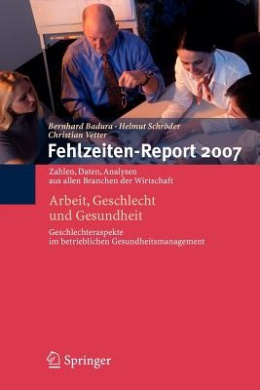 Bernhard Badura · Helmut Schröder
Christian Vetter
Fehlzeiten-Report 2007
Zahlen, Daten, Analysen
aus allen Branchen der Wirtschaft
Arbeit, Geschlecht
und Gesundheit
Geschlechteraspekte
im betrieblichen Gesundheitsmanagement
Springer